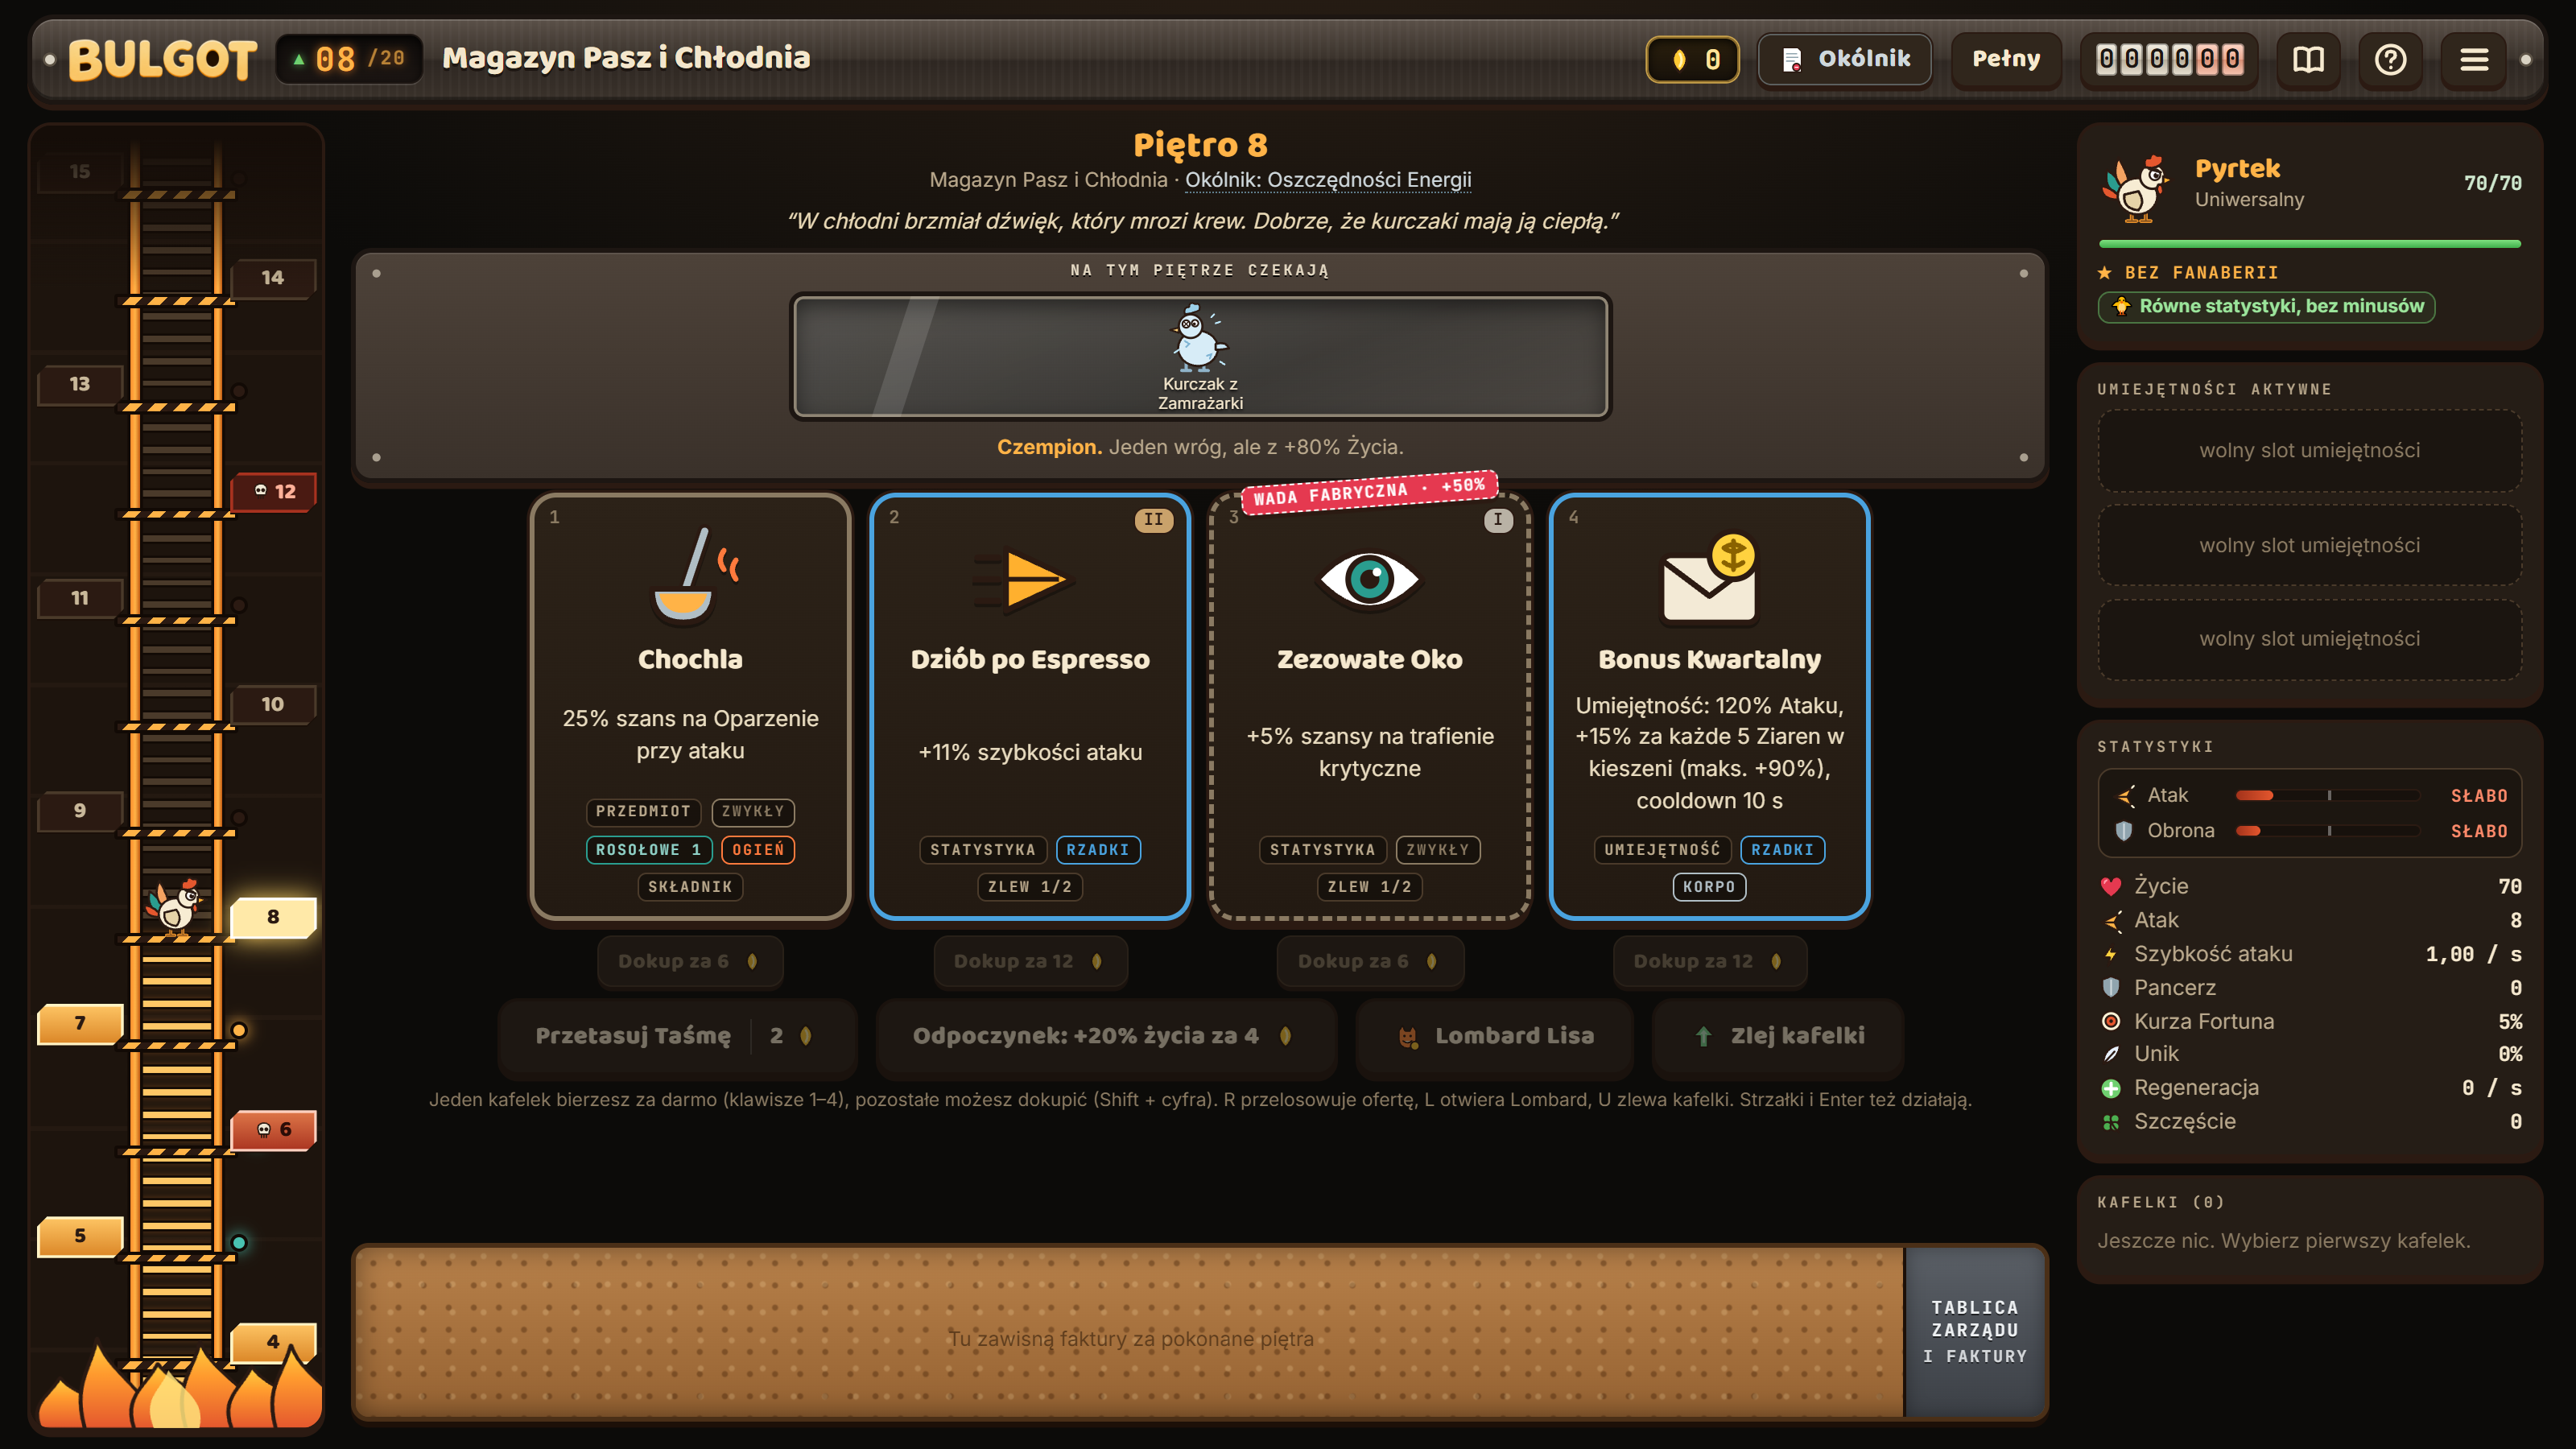 BULGOT
▲ 08 /20
Magazyn Pasz i Chłodnia
0
Okólnik
Pełny
000000
15
14
13
12
11
10
9
8
7
6
5
4
Piętro 8
Magazyn Pasz i Chłodnia · Okólnik: Oszczędności Energii
“W chłodni brzmiał dźwięk, który mrozi krew. Dobrze, że kurczaki mają ją ciepłą.”
NA TYM PIĘTRZE CZEKAJĄ
Kurczak z
Zamrażarki
Czempion. Jeden wróg, ale z +80% Życia.
1
Chochla
25% szans na Oparzenie
przy ataku
PRZEDMIOT ZWYKŁY
ROSOŁOWE 1 OGIEŃ
SKŁADNIK
Dokup za 6
2
II
Dziób po Espresso
+11% szybkości ataku
STATYSTYKA RZADKI
ZLEW 1/2
Dokup za 12
WADA FABRYCZNA · +50%
3
I
Zezowate Oko
+5% szansy na trafienie
krytyczne
STATYSTYKA ZWYKŁY
ZLEW 1/2
Dokup za 6
4
Bonus Kwartalny
Umiejętność: 120% Ataku,
+15% za każde 5 Ziaren w
kieszeni (maks. +90%),
cooldown 10 s
UMIEJĘTNOŚĆ RZADKI
KORPO
Dokup za 12
Przetasuj Taśmę 2
Odpoczynek: +20% życia za 4
Lombard Lisa
Zlej kafelki
Jeden kafelek bierzesz za darmo (klawisze 1–4), pozostałe możesz dokupić (Shift + cyfra). R przelosowuje ofertę, L otwiera Lombard, U zlewa kafelki. Strzałki i Enter też działają.
Tu zawisną faktury za pokonane piętra
TABLICA
ZARZĄDU
I FAKTURY
Pyrtek
Uniwersalny
70/70
★ BEZ FANABERII
Równe statystyki, bez minusów
UMIEJĘTNOŚCI AKTYWNE
wolny slot umiejętności
wolny slot umiejętności
wolny slot umiejętności
STATYSTYKI
Atak SŁABO
Obrona SŁABO
Życie 70
Atak 8
Szybkość ataku 1,00 / s
Pancerz 0
Kurza Fortuna 5%
Unik 0%
Regeneracja 0 / s
Szczęście 0
KAFELKI (0)
Jeszcze nic. Wybierz pierwszy kafelek.